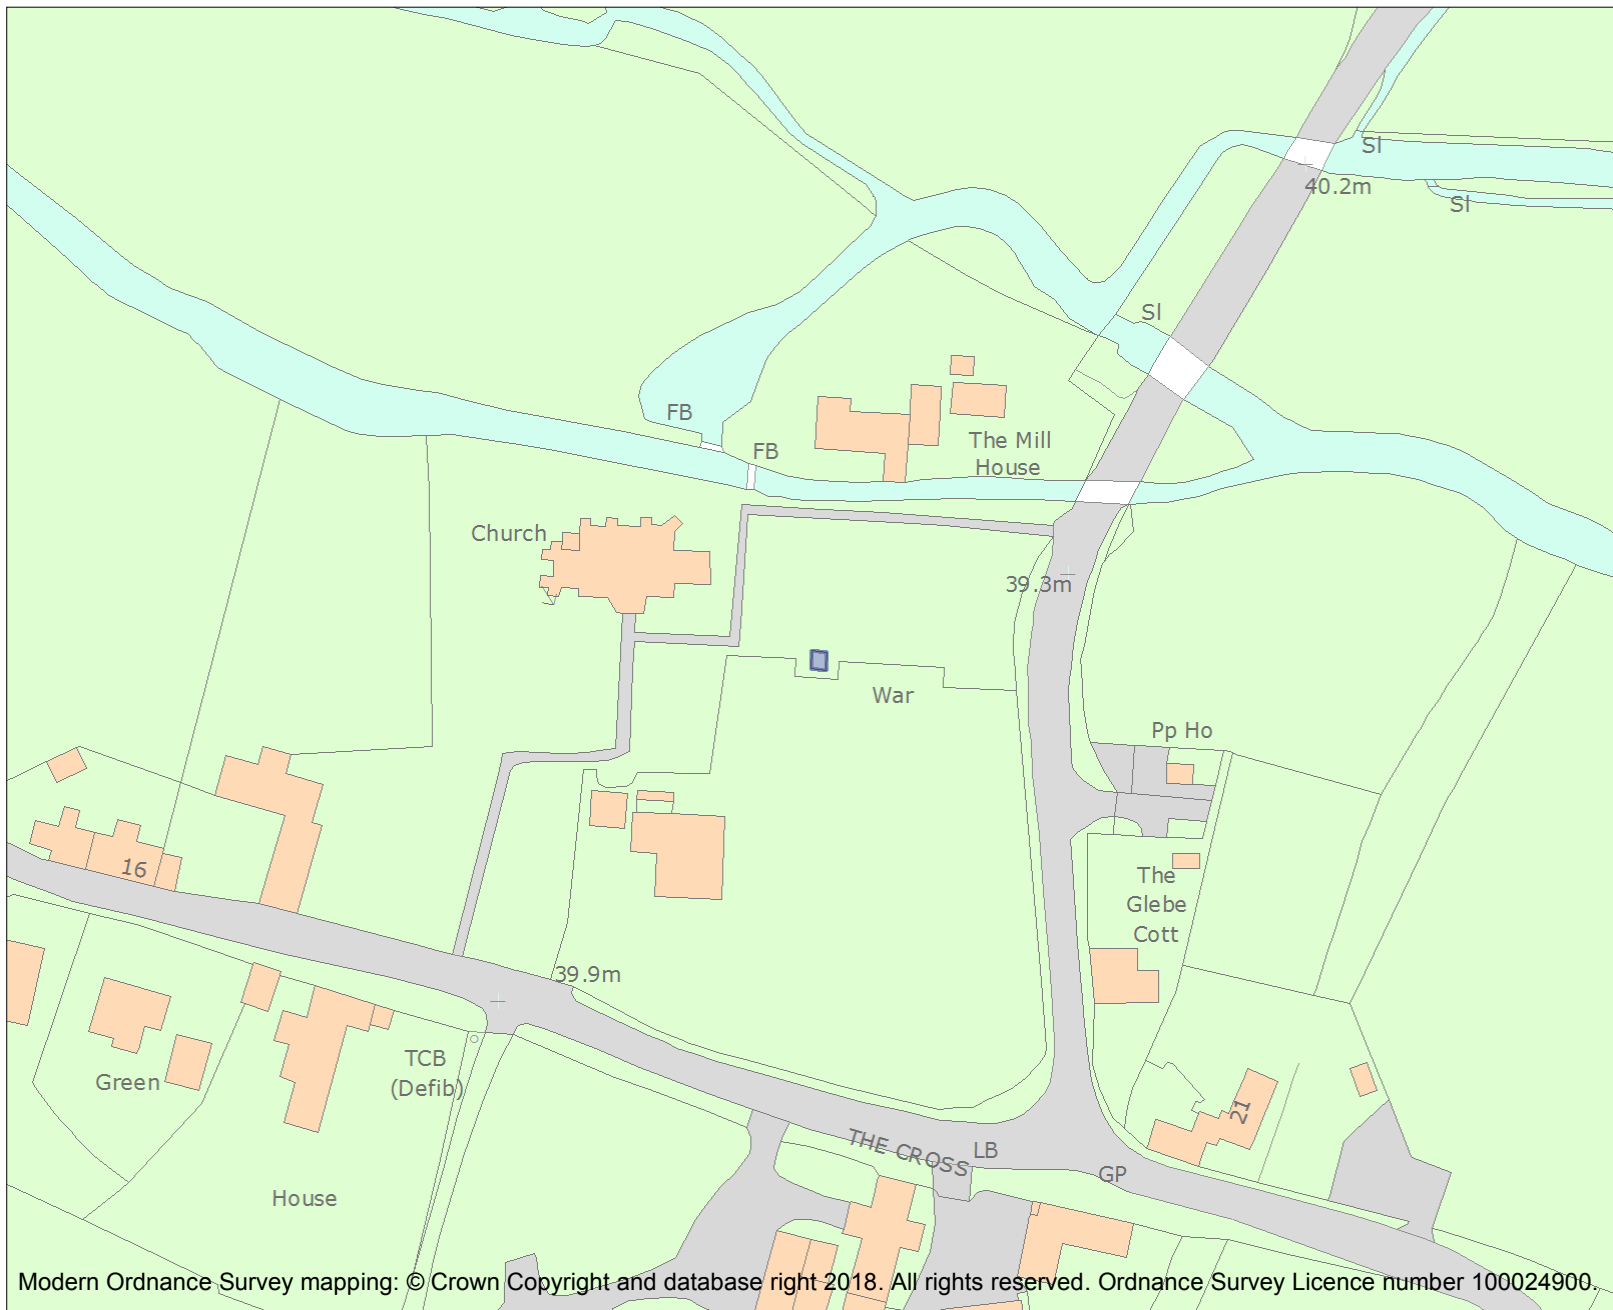 Sl
40.2m
Sl
Sl
FB
FB
The Mill
House
Church
39.3m
War
Pp Ho
16
The
Glebe
Cott
39.9m
TCB
(Defib)
Green
21
THE CROSS
LB
GP
House
Modern Ordnance Survey mapping: © Crown Copyright and database right 2018. All rights reserved. Ordnance Survey Licence number 100024900.